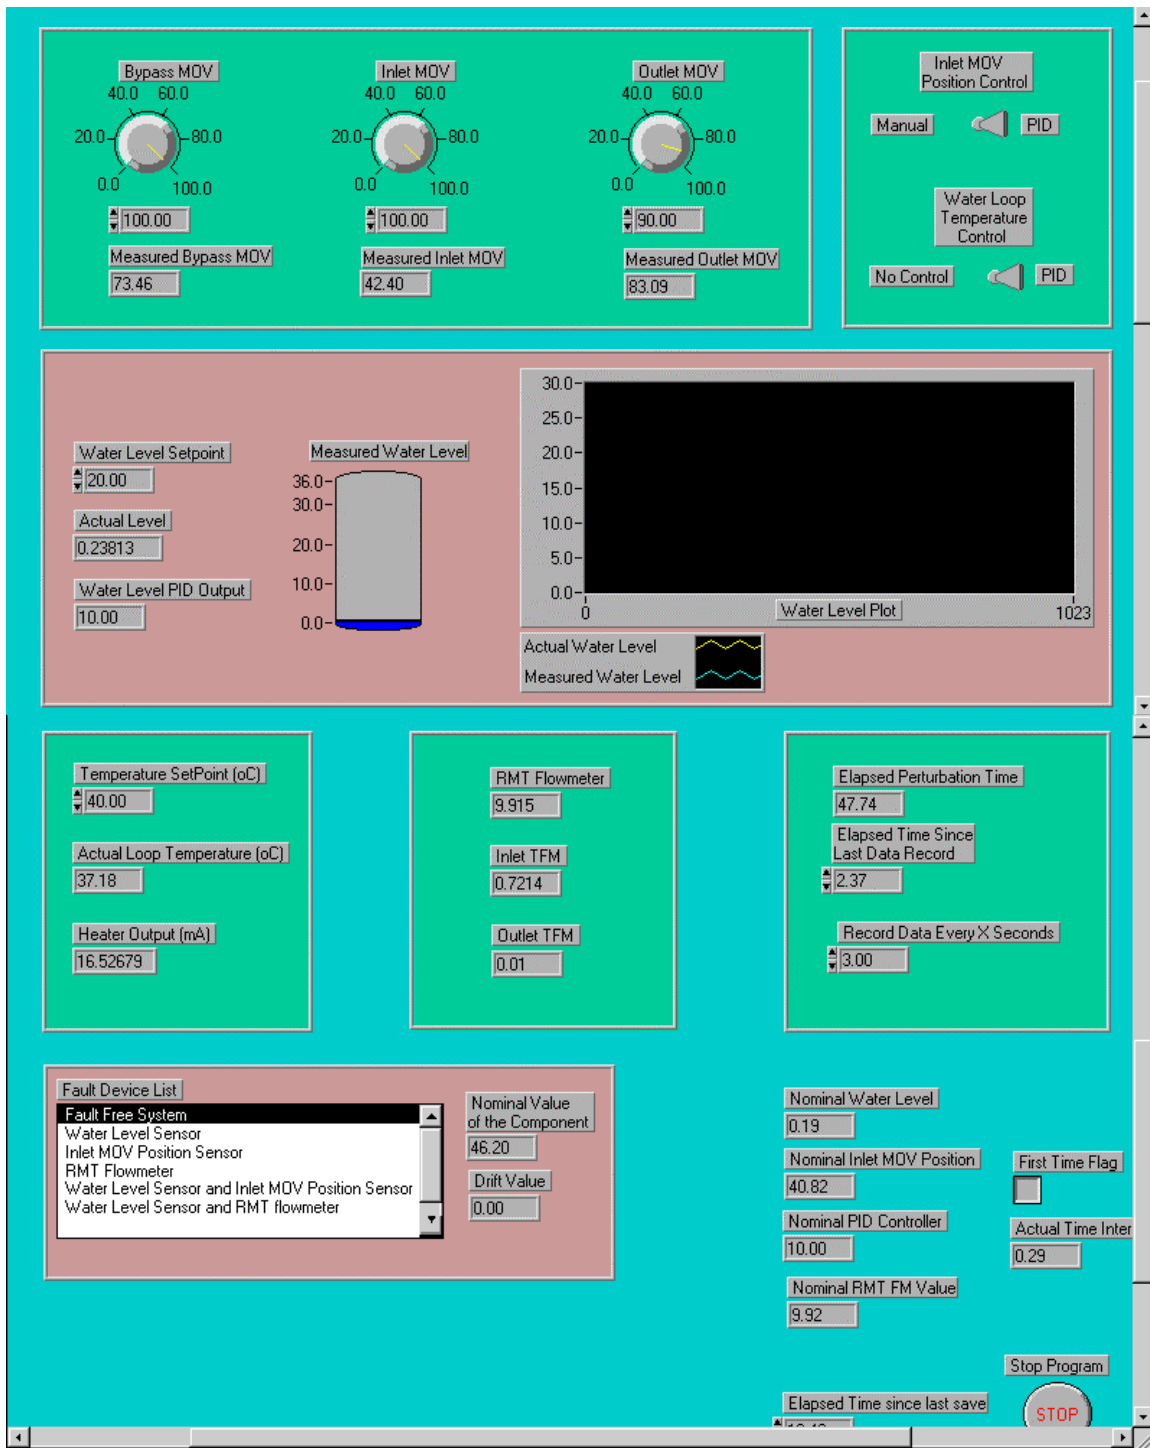 Bypass MOV
40.0 60.0
20.0 80.0
0.0 100.0
100.00
Measured Bypass MOV
73.46
Inlet MOV
40.0 60.0
20.0 80.0
0.0 100.0
100.00
Measured Inlet MOV
42.40
Outlet MOV
40.0 60.0
20.0 80.0
0.0 100.0
90.00
Measured Outlet MOV
83.09
Inlet MOV
Position Control
Manual PID
Water Loop
Temperature
Control
No Control PID
Water Level Setpoint
20.00
Actual Level
0.23813
Water Level PID Output
10.00
Measured Water Level
36.0
30.0
20.0
10.0
0.0
30.0
25.0
20.0
15.0
10.0
5.0
0.0
0 Water Level Plot 1023
Actual Water Level
Measured Water Level
Temperature SetPoint (oC)
40.00
Actual Loop Temperature (oC)
37.18
Heater Output (mA)
16.52679
RMT Flowmeter
9.915
Inlet TFM
0.7214
Outlet TFM
0.01
Elapsed Perturbation Time
47.74
Elapsed Time Since
Last Data Record
2.37
Record Data Every X Seconds
3.00
Fault Device List
Fault Free System
Water Level Sensor
Inlet MOV Position Sensor
RMT Flowmeter
Water Level Sensor and Inlet MOV Position Sensor
Water Level Sensor and RMT flowmeter
Nominal Value
of the Component
46.20
Drift Value
0.00
Nominal Water Level
0.19
Nominal Inlet MOV Position
40.82
Nominal PID Controller
10.00
Nominal RMT FM Value
9.92
First Time Flag
Actual Time Inter
0.29
Stop Program
STOP
Elapsed Time since last save